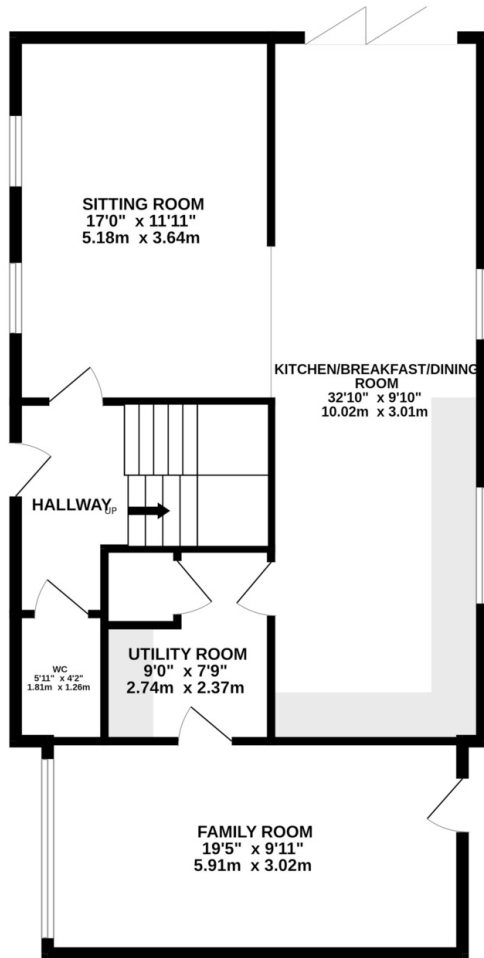 SITTING ROOM
17'0" x 11'11"
5.18m x 3.64m
KITCHEN/BREAKFAST/DINING
ROOM
32'10" x 9'10"
10.02m x 3.01m
HALLWAY
UP
WC
5'11" x 4'2"
1.81m x 1.26m
UTILITY ROOM
9'0" x 7'9"
2.74m x 2.37m
FAMILY ROOM
19'5" x 9'11"
5.91m x 3.02m